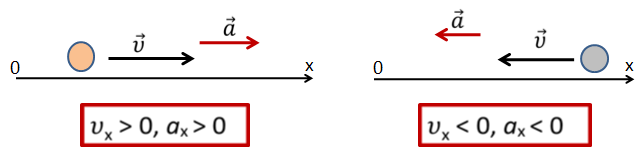 v⃗ a⃗
0 x
υx > 0, ax > 0
a⃗ v⃗
0 x
υx < 0, ax < 0